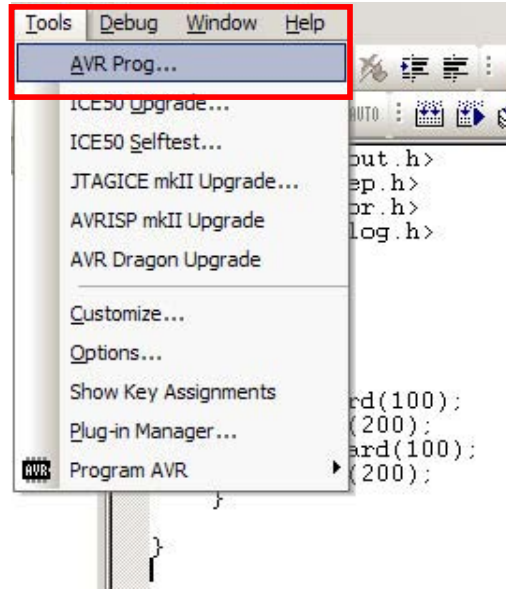 Tools Debug Window Help
AVR Prog...
ICE50 Upgrade...
AUTO
ICE50 Selftest...
out.h>
JTAGICE mkII Upgrade...
ep.h>
or.h>
AVRISP mkII Upgrade
log.h>
AVR Dragon Upgrade
Customize...
Options...
Show Key Assignments
rd(100);
(200);
Plug-in Manager...
ard(100);
AVR Program AVR
(200);
}
}